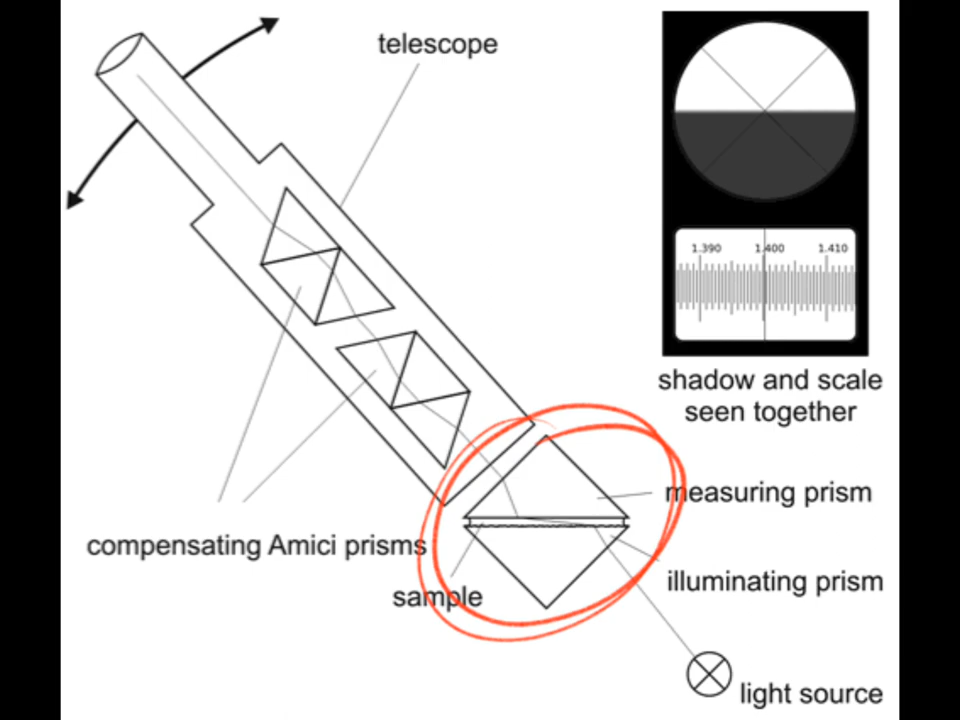 telescope
1.390 1.400 1.410
shadow and scale
seen together
measuring prism
compensating Amici prisms
illuminating prism
sample
light source